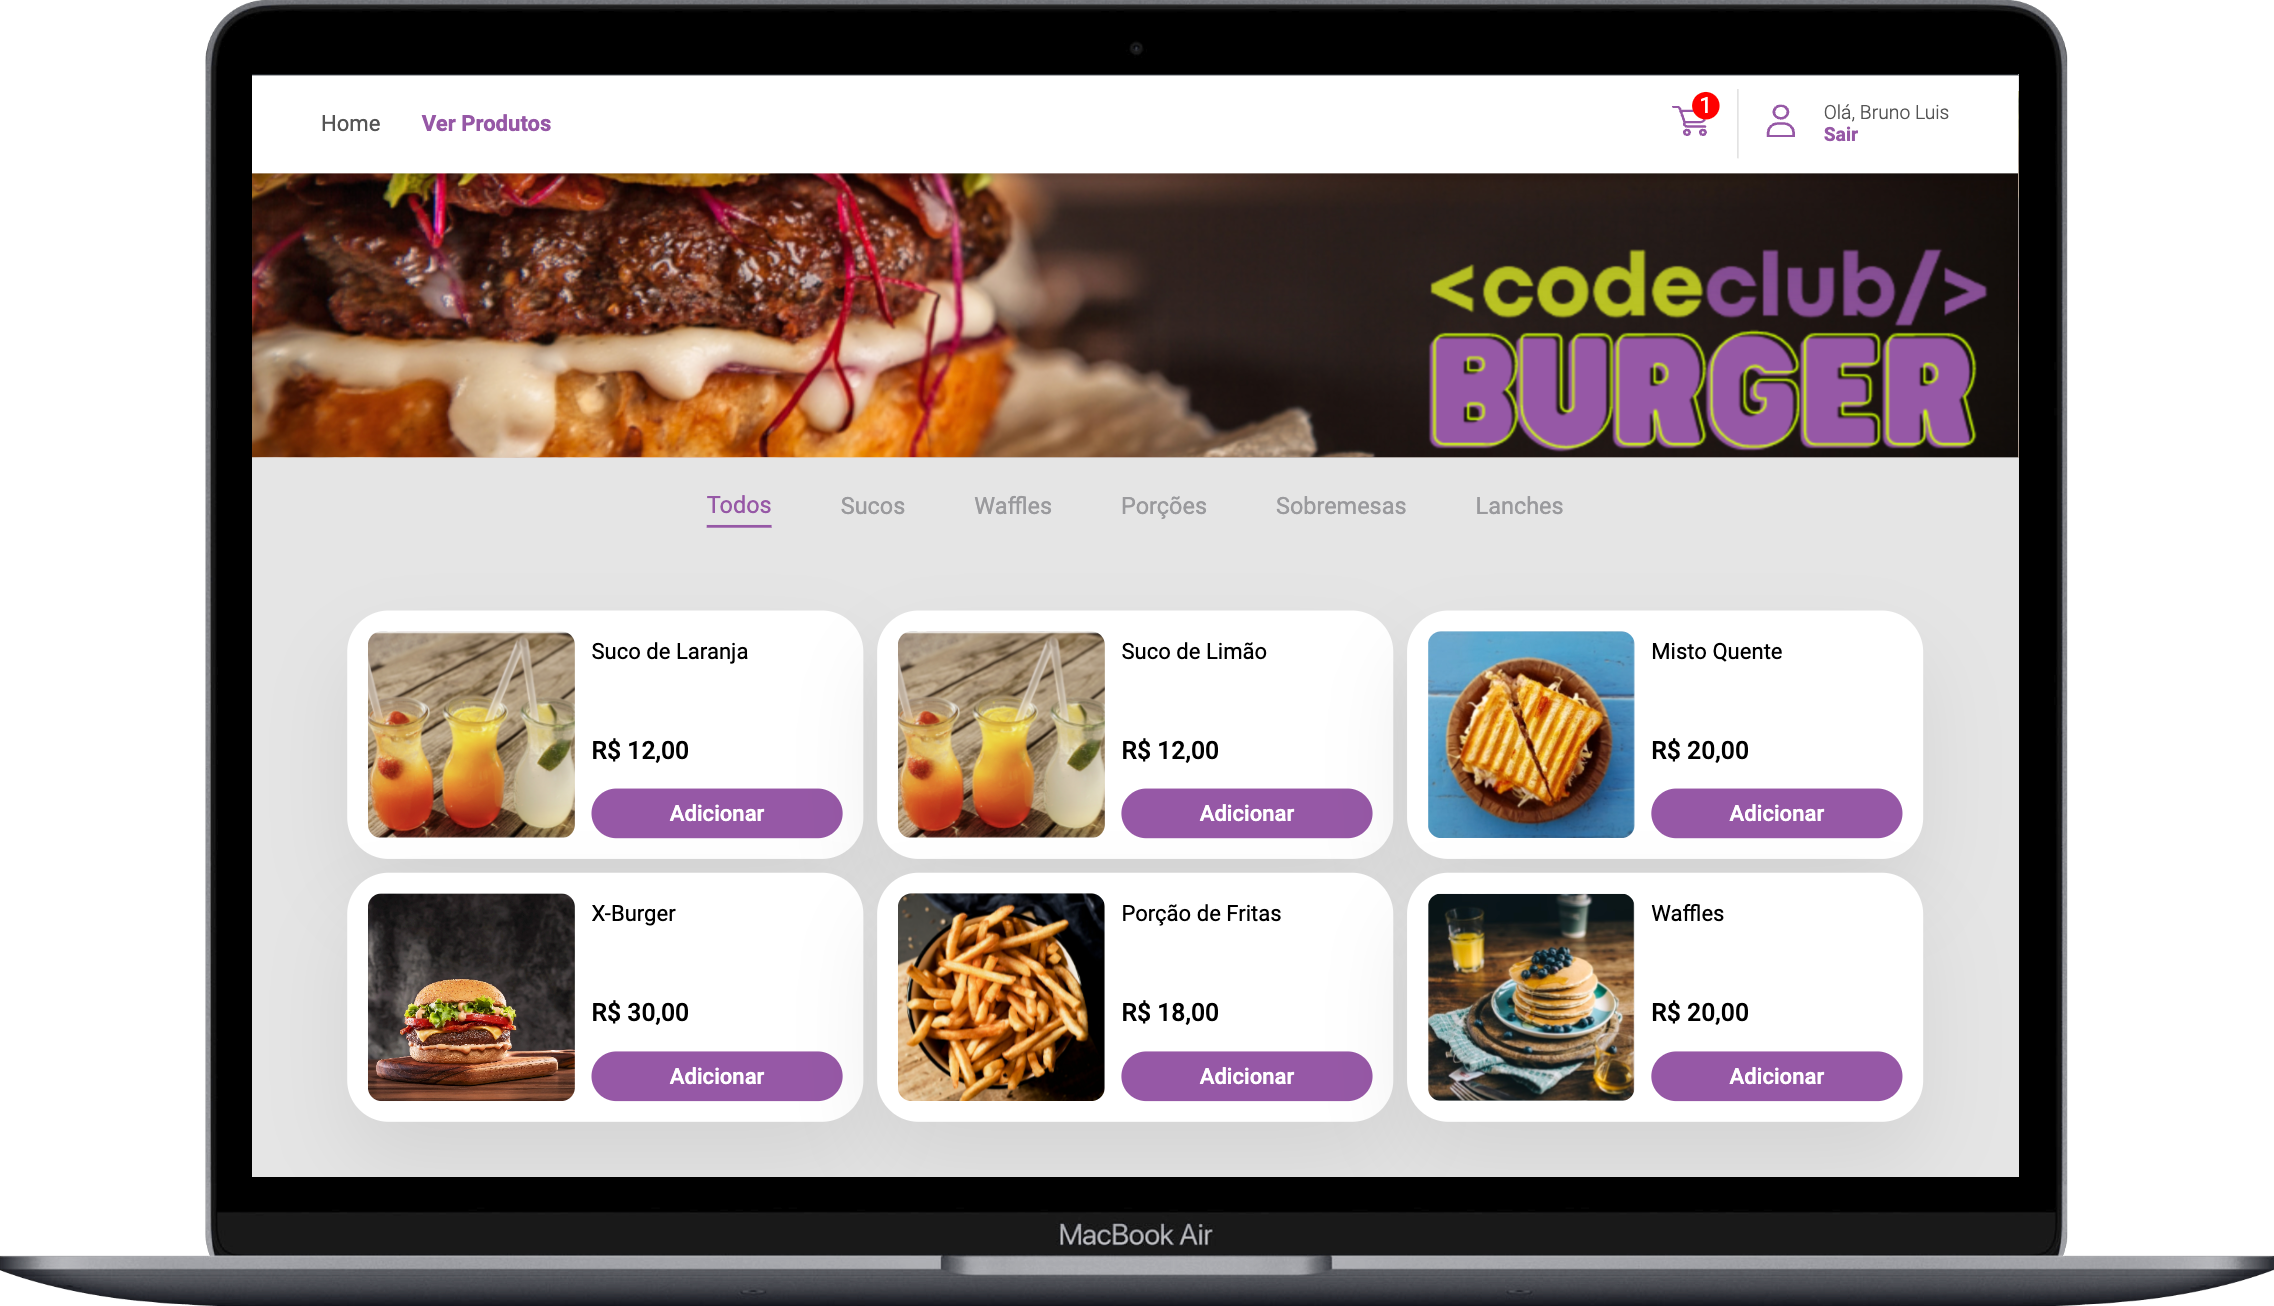 Home
Ver Produtos
1
Olá, Bruno Luis
Sair
<codeclub/>
BURGER
Todos
Sucos
Waffles
Porções
Sobremesas
Lanches
Suco de Laranja
R$ 12,00
Adicionar
Suco de Limão
R$ 12,00
Adicionar
Misto Quente
R$ 20,00
Adicionar
X-Burger
R$ 30,00
Adicionar
Porção de Fritas
R$ 18,00
Adicionar
Waffles
R$ 20,00
Adicionar
MacBook Air